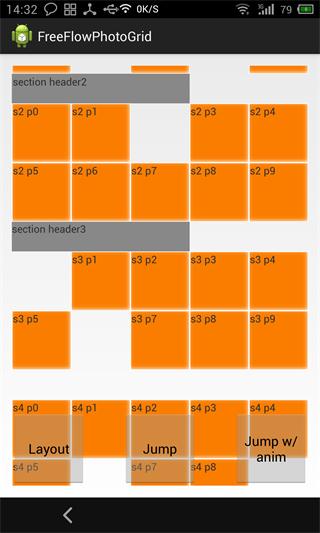 14:32 0K/S 3G 79
FreeFlowPhotoGrid
section header2
s2 p0 s2 p1 s2 p3 s2 p4
s2 p5 s2 p6 s2 p7 s2 p8 s2 p9
section header3
s3 p1 s3 p2 s3 p3 s3 p4
s3 p5 s3 p7 s3 p8 s3 p9
s4 p0 s4 p1 s4 p2 s4 p3 s4 p4
Layout Jump Jump w/
anim
s4 p5 s4 p7 s4 p8